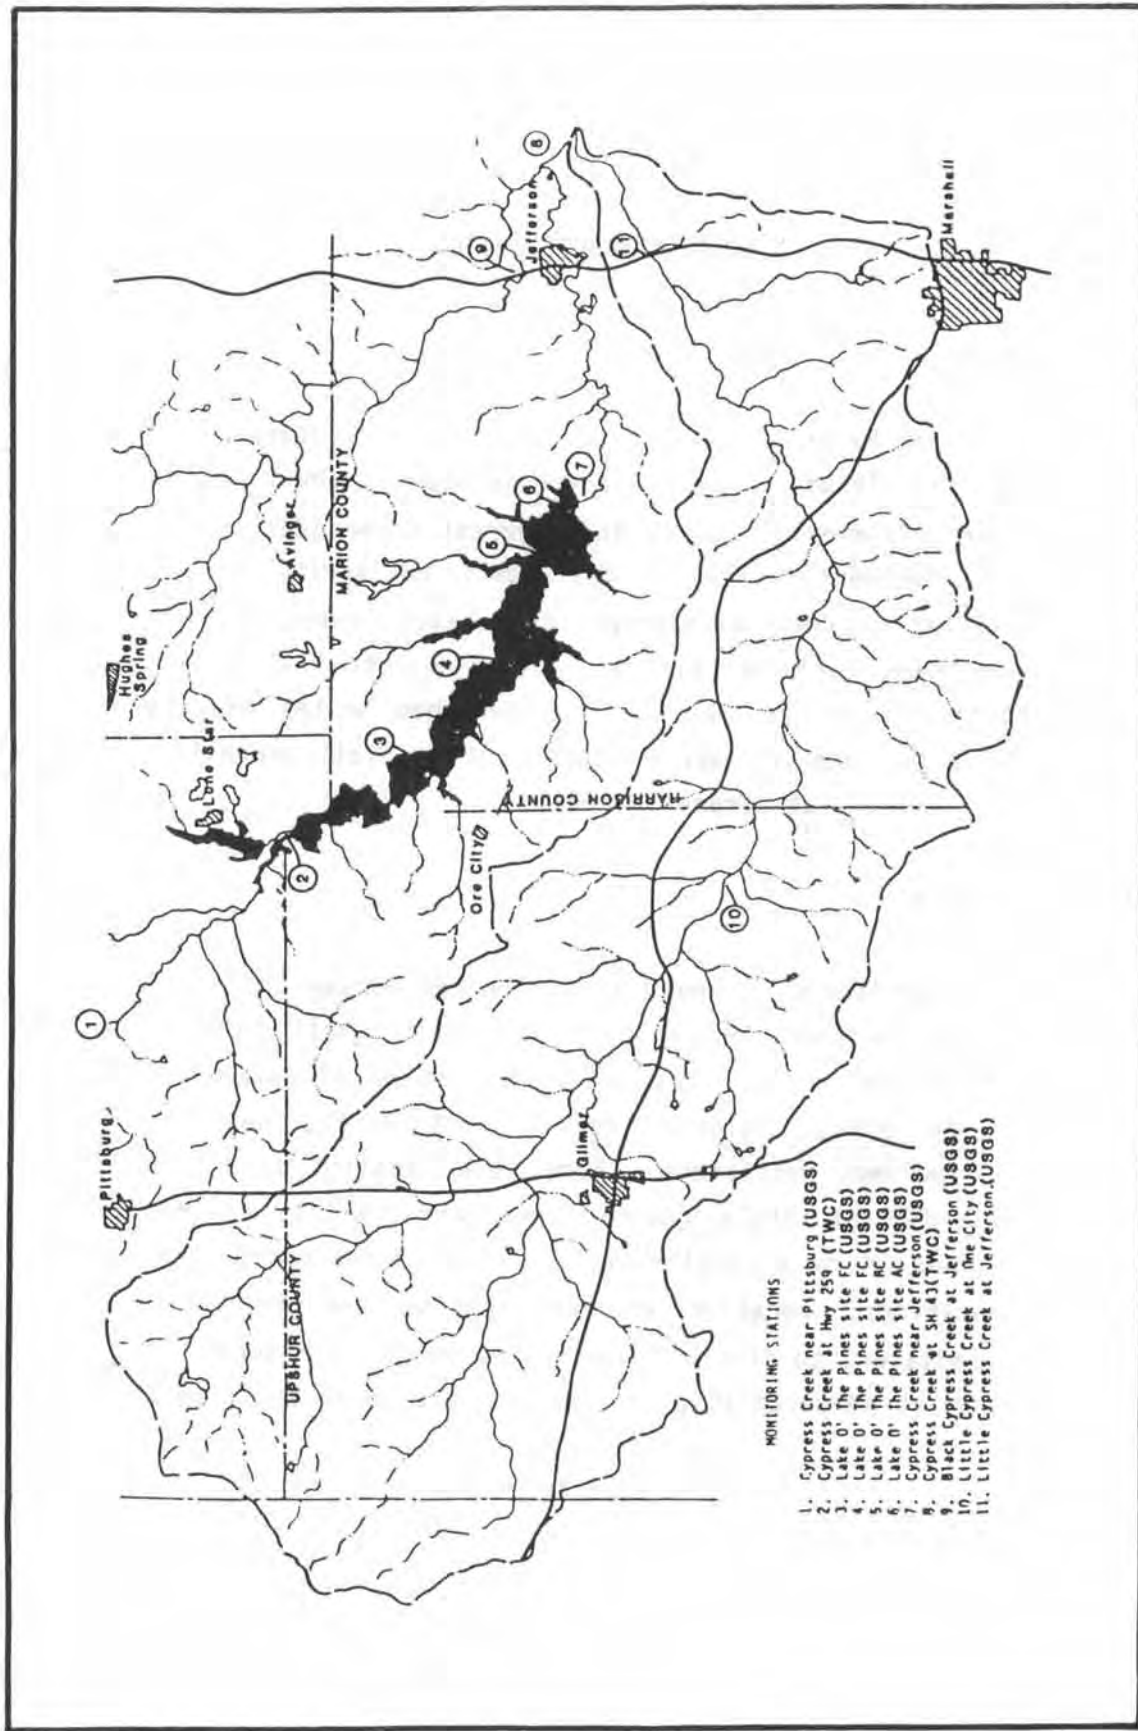 Hughes
Spring
Pittsburg
1
Lone Star
Avinger
2
MARION COUNTY
UPSHUR COUNTY
3
9
4
Ore City
5
6
Jefferson
8
7
HARRISON COUNTY
Gilmer
11
10
Marshall
MONITORING STATIONS
1. Cypress Creek near Pittsburg (USGS)
2. Cypress Creek at Hwy 259 (TWC)
3. Lake O' The Pines site FC (USGS)
4. Lake O' The Pines site FC (USGS)
5. Lake O' The Pines site RC (USGS)
6. Lake O' The Pines site AC (USGS)
7. Cypress Creek near Jefferson (USGS)
8. Cypress Creek at SH (TWC)
9. Black Cypress Creek at Jefferson (USGS)
10. Little Cypress Creek at One City (USGS)
11. Little Cypress Creek at Jefferson. (USGS)